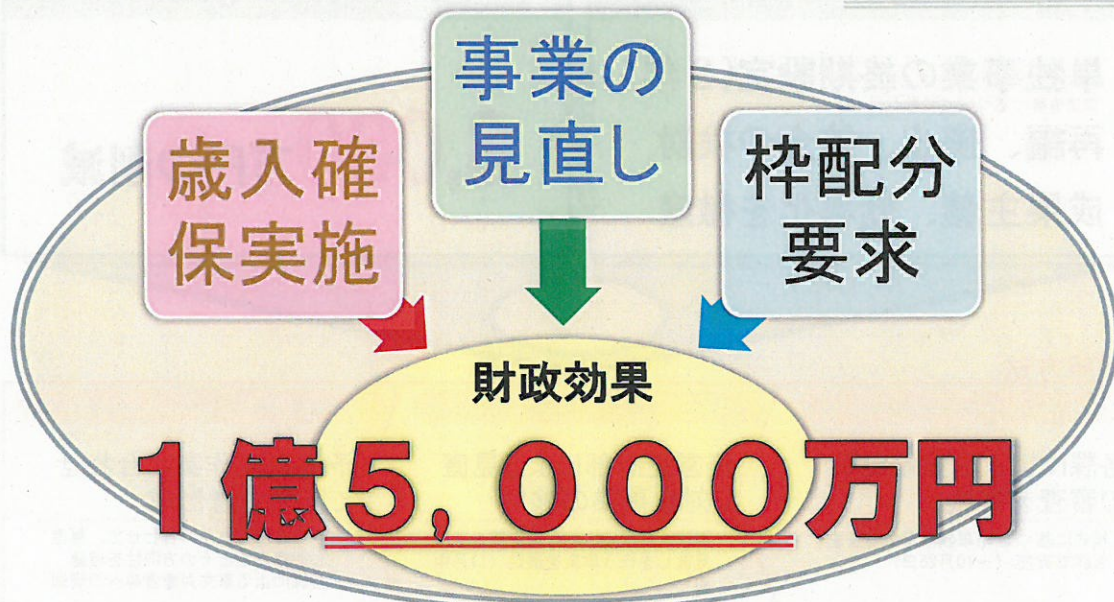 事業の
見直し
歳入確
保実施
枠配分
要求
財政効果
1億5,000万円